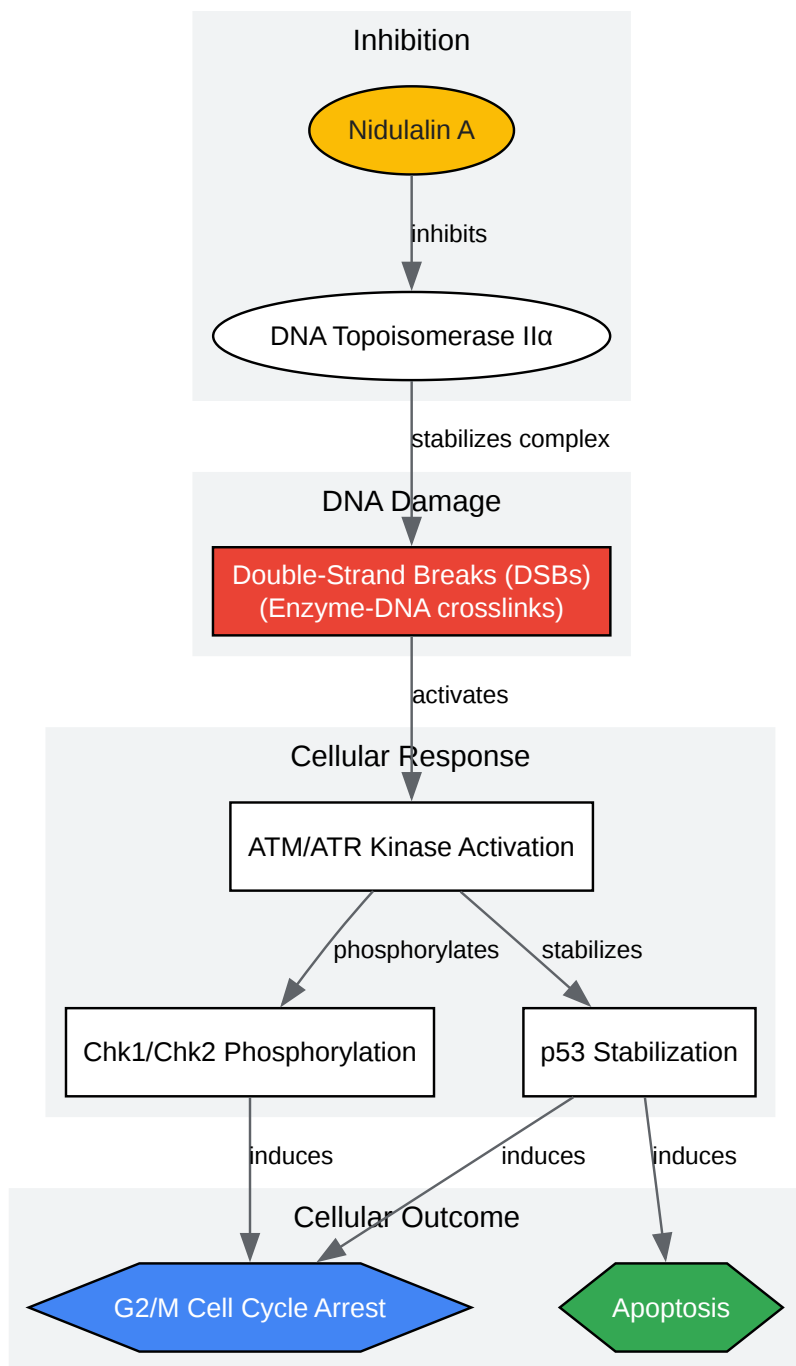 Inhibition
Nidulalin A
inhibits
DNA Topoisomerase IIα
stabilizes complex
DNA Damage
Double-Strand Breaks (DSBs)
(Enzyme-DNA crosslinks)
activates
Cellular Response
ATM/ATR Kinase Activation
phosphorylates
stabilizes
Chk1/Chk2 Phosphorylation
p53 Stabilization
induces
induces
induces
Cellular Outcome
G2/M Cell Cycle Arrest
Apoptosis